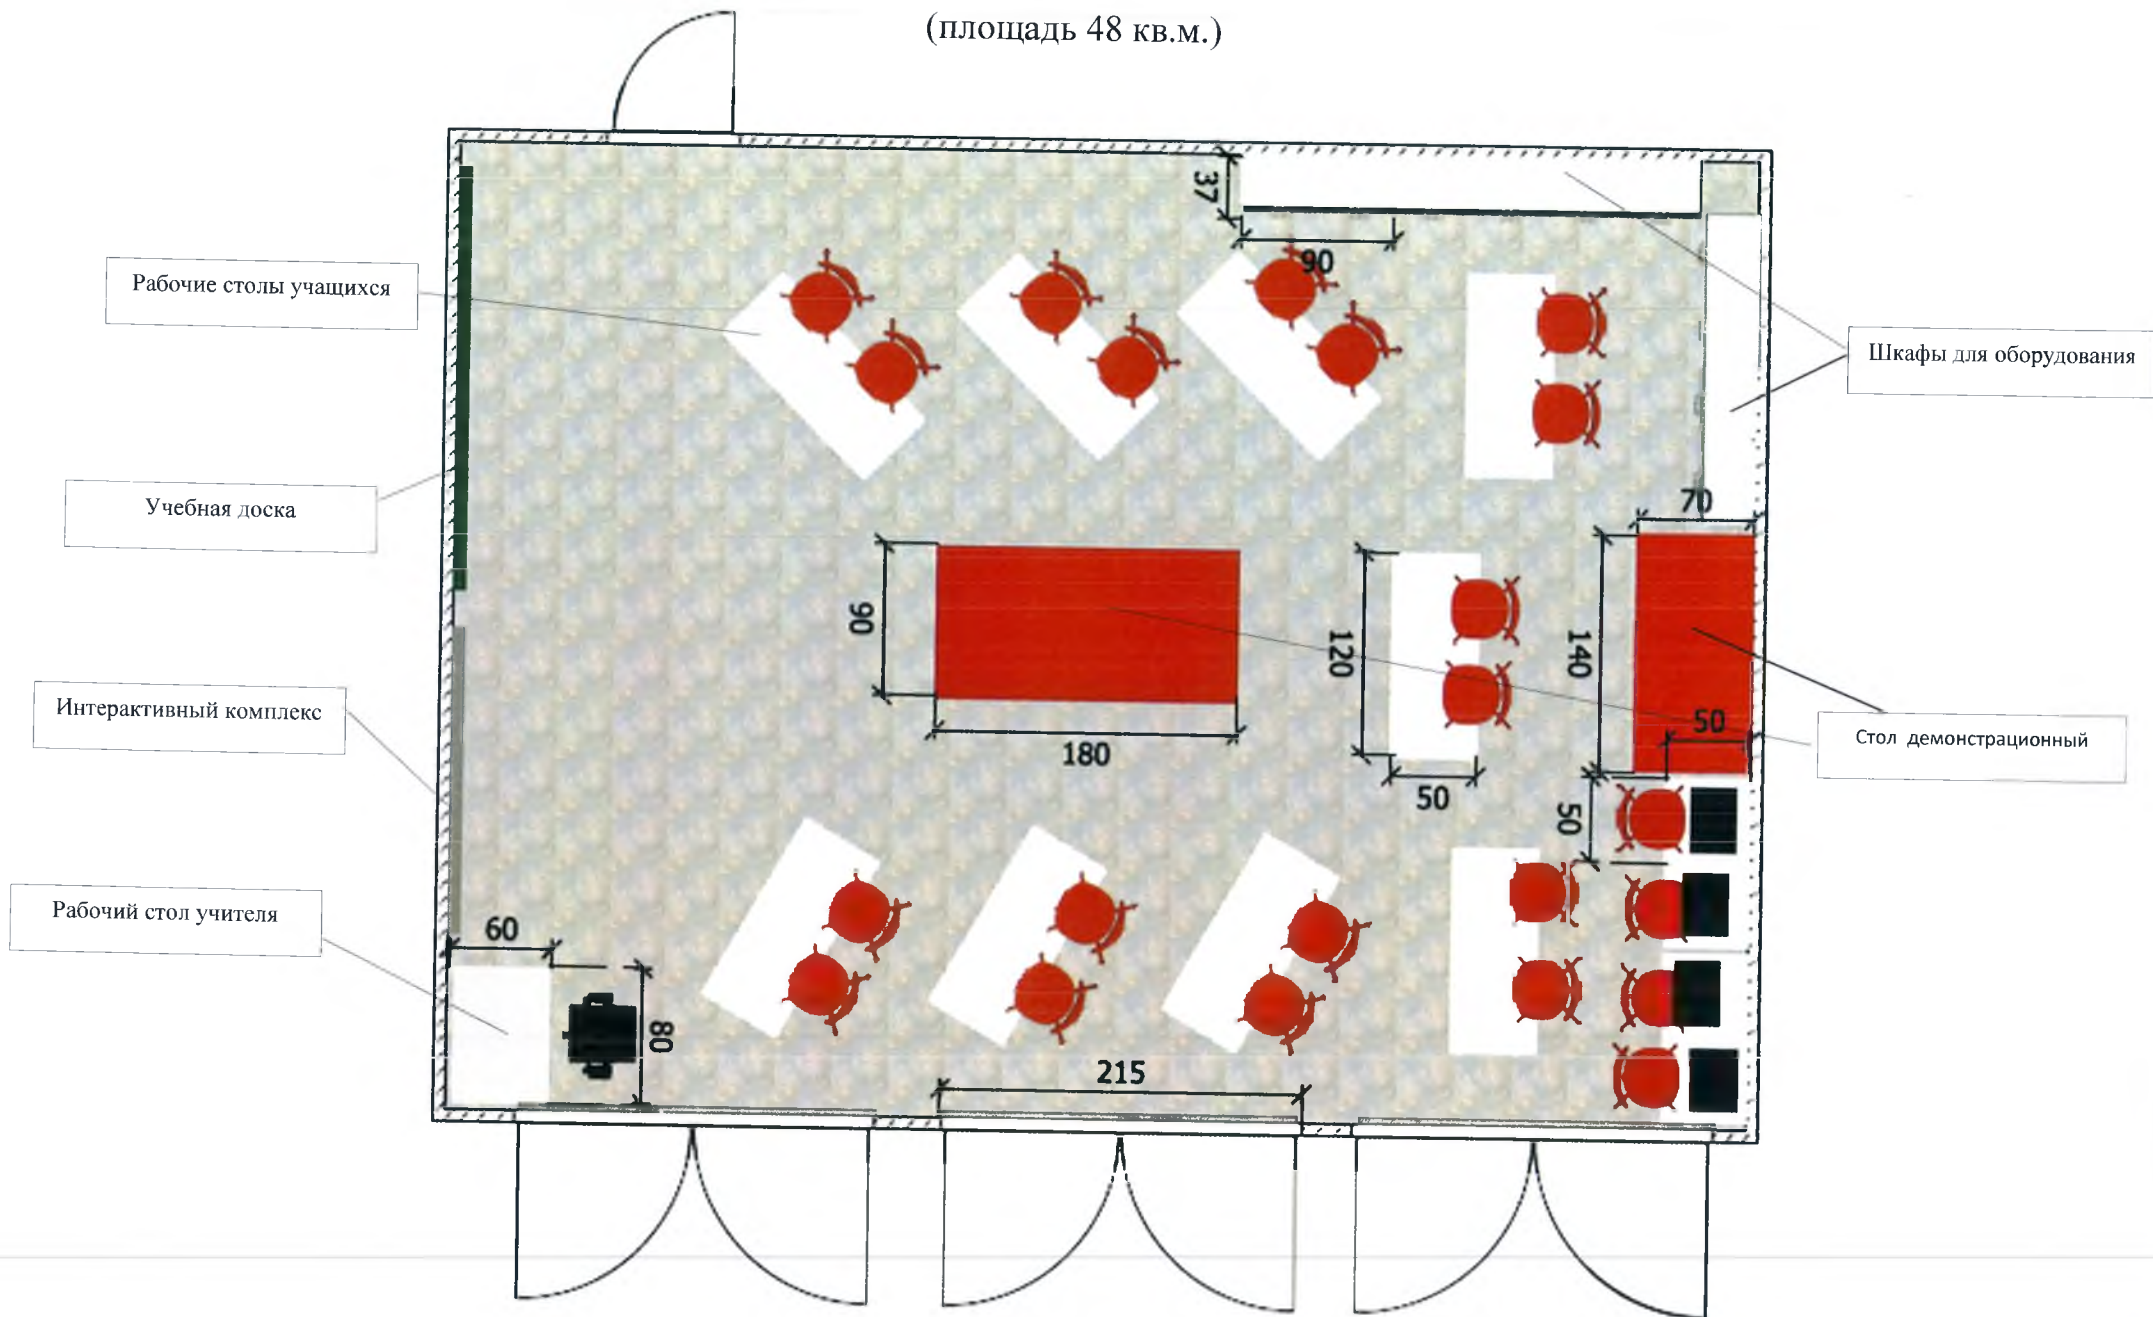 (площадь 48 кв.м.)
37
90
Рабочие столы учащихся
Шкафы для оборудования
Учебная доска
70
90
120
140
Интерактивный комплекс
180
50
Стол демонстрационный
50
50
Рабочий стол учителя
60
80
215